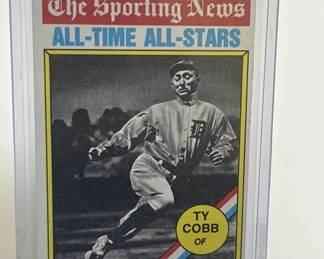 The Sporting News
ALL-TIME ALL-STARS
D
TY
COBB
OF